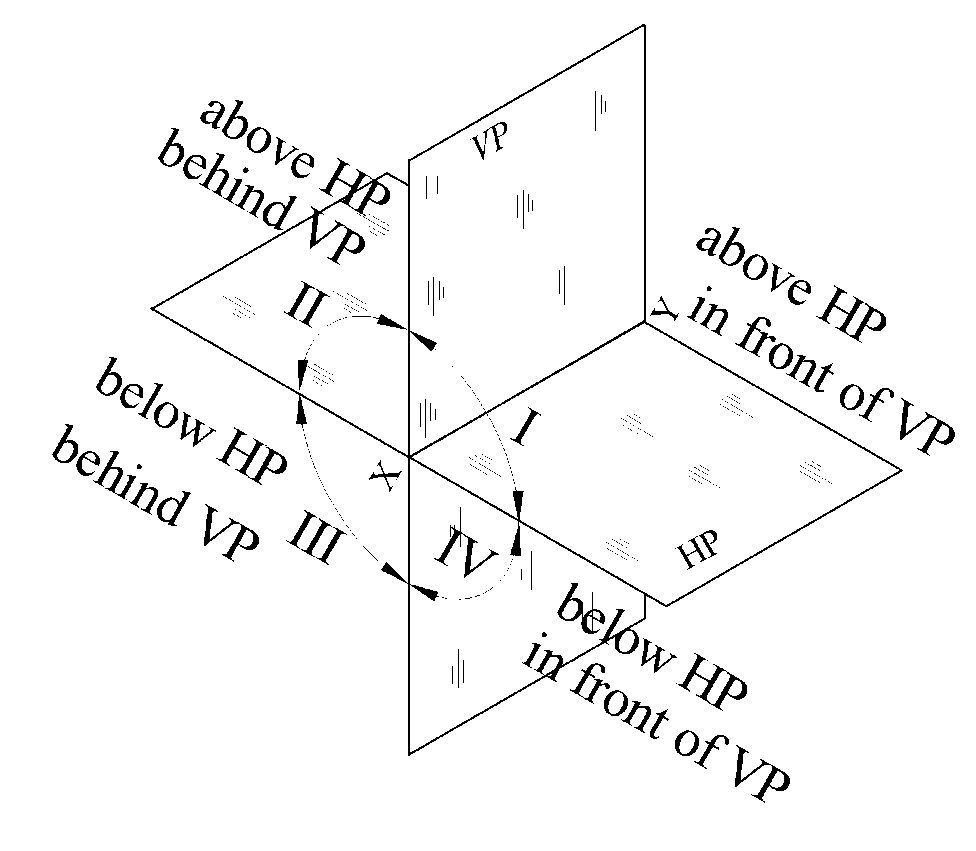 VP
above HP
behind VP
above HP
in front of VP
Y
II
I
below HP
behind VP
X
III
IV
HP
below HP
in front of VP